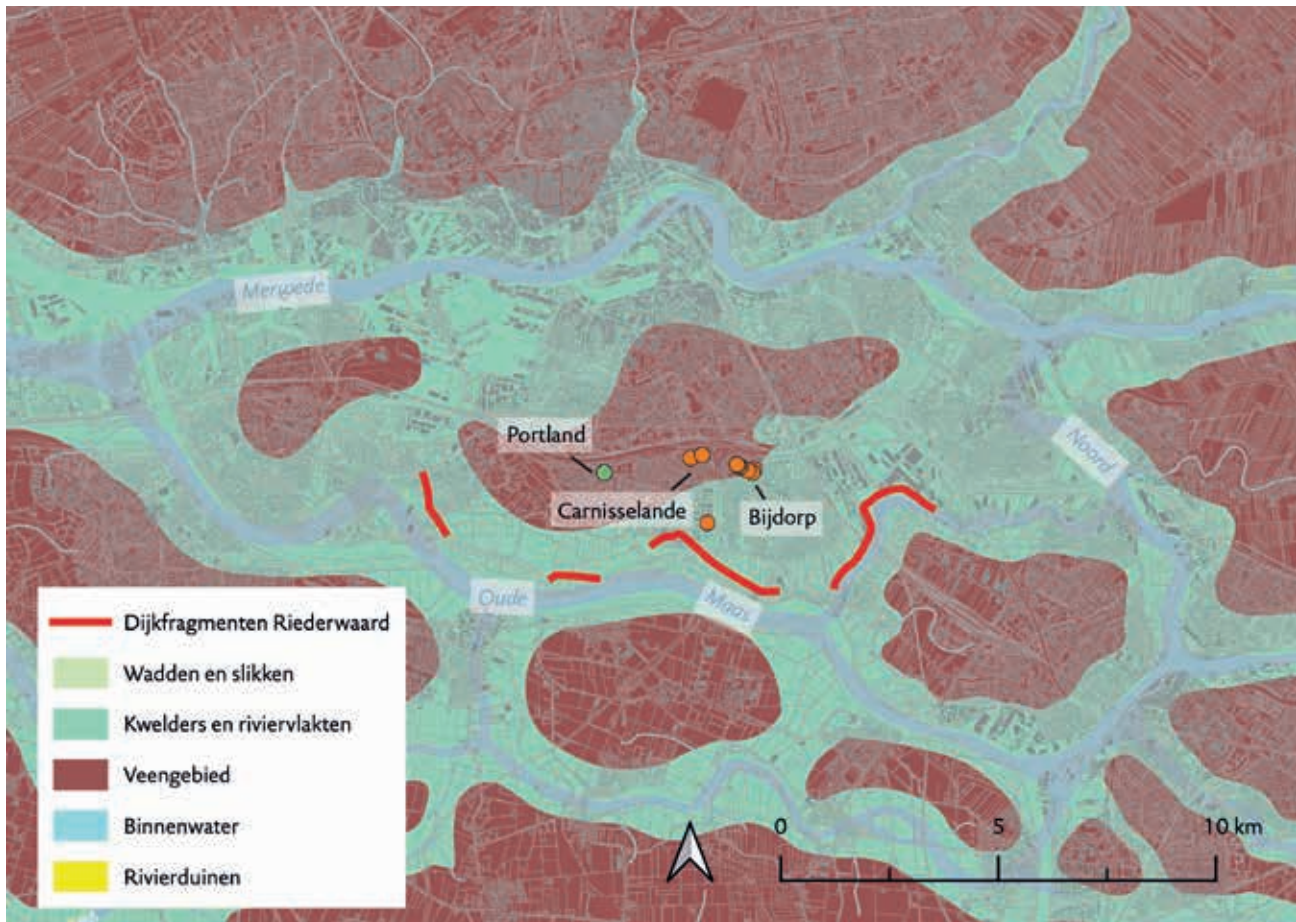 Merwede
Noord
Portland
Carnisselande
Bijdorp
Oude
Maas
Dijkfragmenten Riederwaard
Wadden en slikken
Kwelders en riviervlakten
Veengebied
Binnenwater
Rivierduinen
0 5 10 km